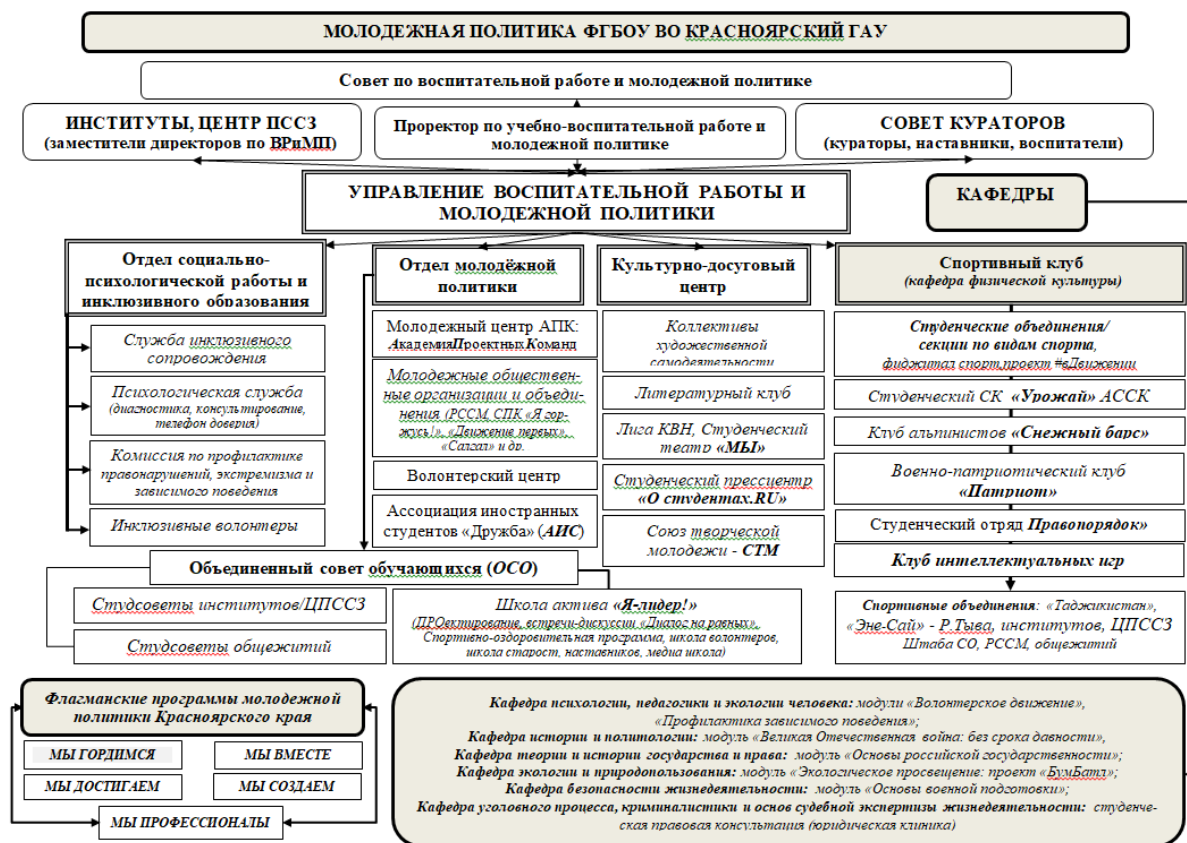 МОЛОДЕЖНАЯ ПОЛИТИКА ФГБОУ ВО КРАСНОЯРСКИЙ ГАУ
Совет по воспитательной работе и молодежной политике
ИНСТИТУТЫ, ЦЕНТР ПССЗ
(заместители директоров по ВРиМП)
Проректор по учебно-воспитательной работе и
молодежной политике
СОВЕТ КУРАТОРОВ
(кураторы, наставники, воспитатели)
УПРАВЛЕНИЕ ВОСПИТАТЕЛЬНОЙ РАБОТЫ И
МОЛОДЕЖНОЙ ПОЛИТИКИ
КАФЕДРЫ
Отдел социально-
психологической работы и
инклюзивного образования
Служба инклюзивного
сопровождения
Психологическая служба
(диагностика, консультирование,
телефон доверия)
Комиссия по профилактике
правонарушений, экстремизма и
зависимого поведения
Инклюзивные волонтеры
Отдел молодёжной
политики
Молодежный центр АПК:
АкадемияПроектныхКоманд
Молодежные обществен-
ные организации и объеди-
нения (РССМ, СПК «Я гор-
жусь!», «Движение первых»,
«Салгал» и др.
Волонтерский центр
Ассоциация иностранных
студентов «Дружба» (АИС)
Культурно-досуговый
центр
Коллективы
художественной
самодеятельности
Литературный клуб
Лига КВН, Студенческий
театр «МЫ»
Студенческий прессцентр
«О студентах.RU»
Союз творческой
молодежи - СТМ
Спортивный клуб
(кафедра физической культуры)
Студенческие объединения/
секции по видам спорта,
фиджитал спорт,проект #вДвижении
Студенческий СК «Урожай» АССК
Клуб альпинистов «Снежный барс»
Военно-патриотический клуб
«Патриот»
Студенческий отряд Правопорядок»
Клуб интеллектуальных игр
Спортивные объединения: «Таджикистан»,
«Эне-Сай» - Р.Тыва, институтов, ЦПССЗ
Штаба СО, РССМ, общежитий
Объединенный совет обучающихся (ОСО)
Студсоветы институтов/ЦПССЗ
Студсоветы общежитий
Школа актива «Я-лидер!»
(ПРОектирование, встречи-дискуссии «Диалог на равных»,
Спортивно-оздоровительная программа, школа волонтеров,
школа старост, наставников, медиа школа)
Флагманские программы молодежной
политики Красноярского края
МЫ ГОРДИМСЯ
МЫ ВМЕСТЕ
МЫ ДОСТИГАЕМ
МЫ СОЗДАЕМ
МЫ ПРОФЕССИОНАЛЫ
Кафедра психологии, педагогики и экологии человека: модули «Волонтерское движение»,
«Профилактика зависимого поведения»;
Кафедра истории и политологии: модуль «Великая Отечественная война: без срока давности»,
Кафедра теории и истории государства и права: модуль «Основы российской государственности»;
Кафедра экологии и природопользования: модуль «Экологическое просвещение: проект «БумБатл»;
Кафедра безопасности жизнедеятельности: модуль «Основы военной подготовки»;
Кафедра уголовного процесса, криминалистики и основ судебной экспертизы жизнедеятельности: студенче-
ская правовая консультация (юридическая клиника)